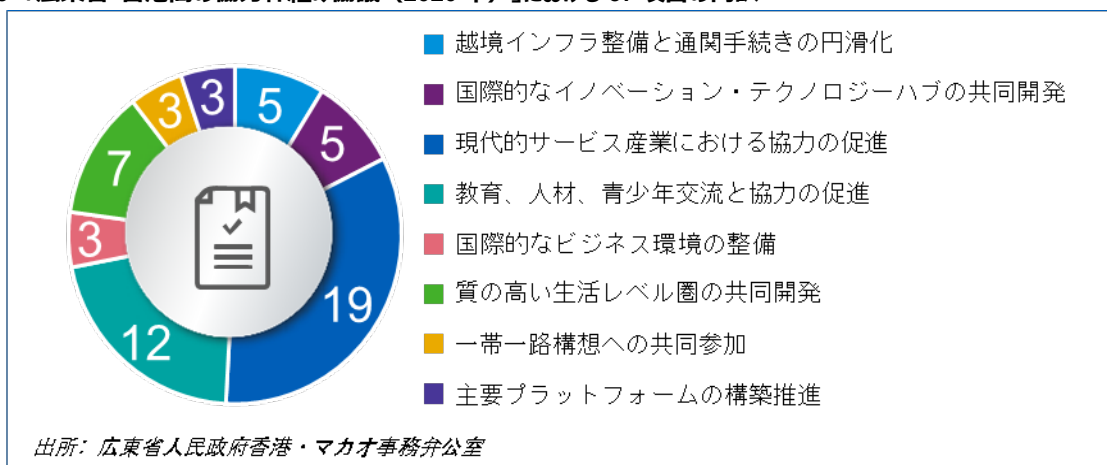 5
5
19
12
3
7
3
3
越境インフラ整備と通関手続きの円滑化
国際的なイノベーション・テクノロジーハブの共同開発
現代的サービス産業における協力の促進
教育、人材、青少年交流と協力の促進
国際的なビジネス環境の整備
質の高い生活レベル圏の共同開発
一帯一路構想への共同参加
主要プラットフォームの構築推進
出所: 広東省人民政府香港・マカオ事務弁公室